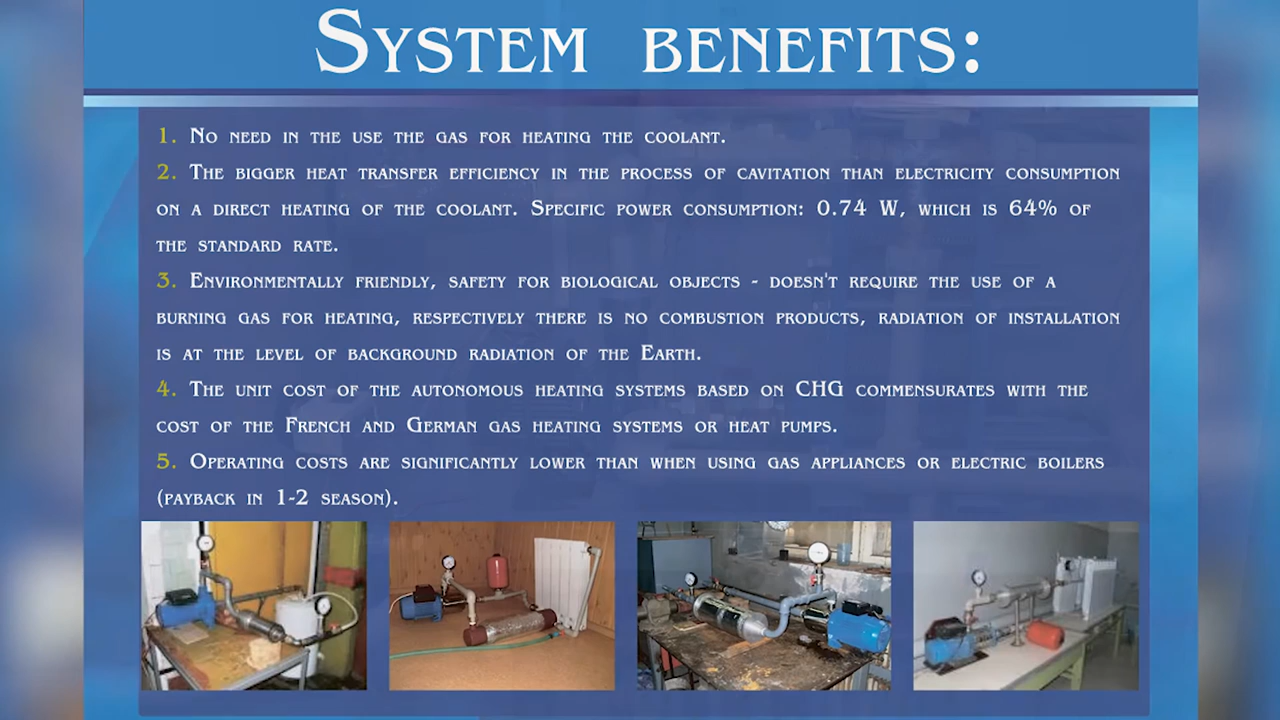 System benefits:
1. No need in the use the gas for heating the coolant.
2. The bigger heat transfer efficiency in the process of cavitation than electricity consumption
on a direct heating of the coolant. Specific power consumption: 0.74 W, which is 64% of
the standard rate.
3. Environmentally friendly, safety for biological objects - doesn't require the use of a
burning gas for heating, respectively there is no combustion products, radiation of installation
is at the level of background radiation of the Earth.
4. The unit cost of the autonomous heating systems based on CHG commensurates with the
cost of the French and German gas heating systems or heat pumps.
5. Operating costs are significantly lower than when using gas appliances or electric boilers
(payback in 1-2 season).